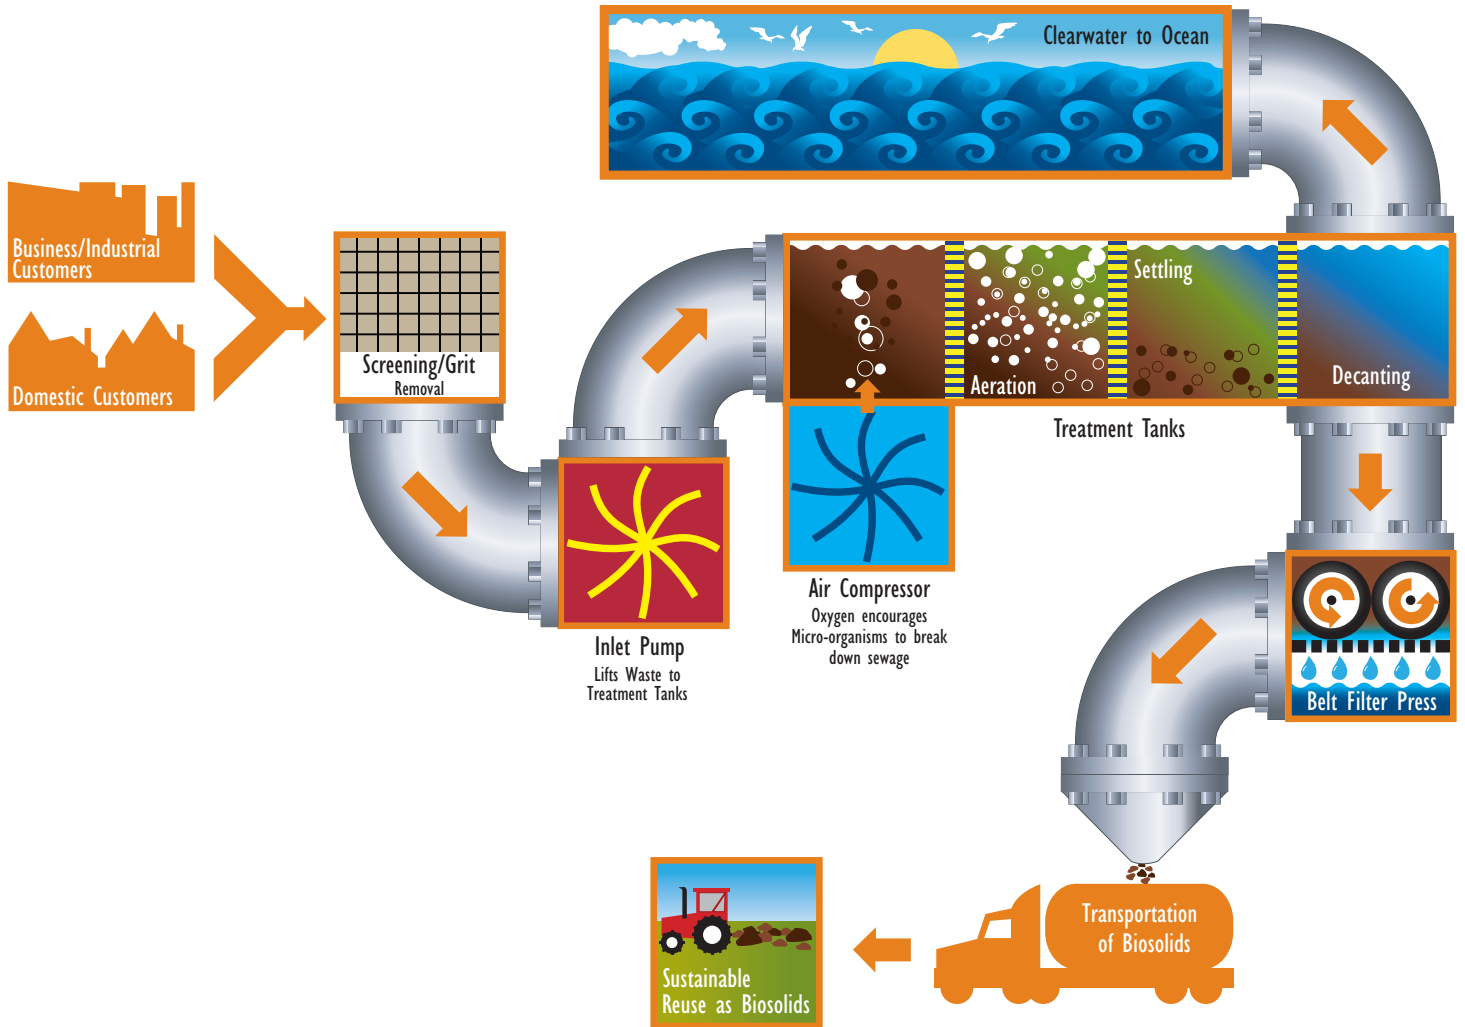 Clearwater to Ocean
Business/Industrial
Customers
Domestic Customers
Screening/Grit
Removal
Inlet Pump
Lifts Waste to
Treatment Tanks
Air Compressor
Oxygen encourages
Micro-organisms to break
down sewage
Aeration
Settling
Decanting
Treatment Tanks
Belt Filter Press
Transportation
of Biosolids
Sustainable
Reuse as Biosolids